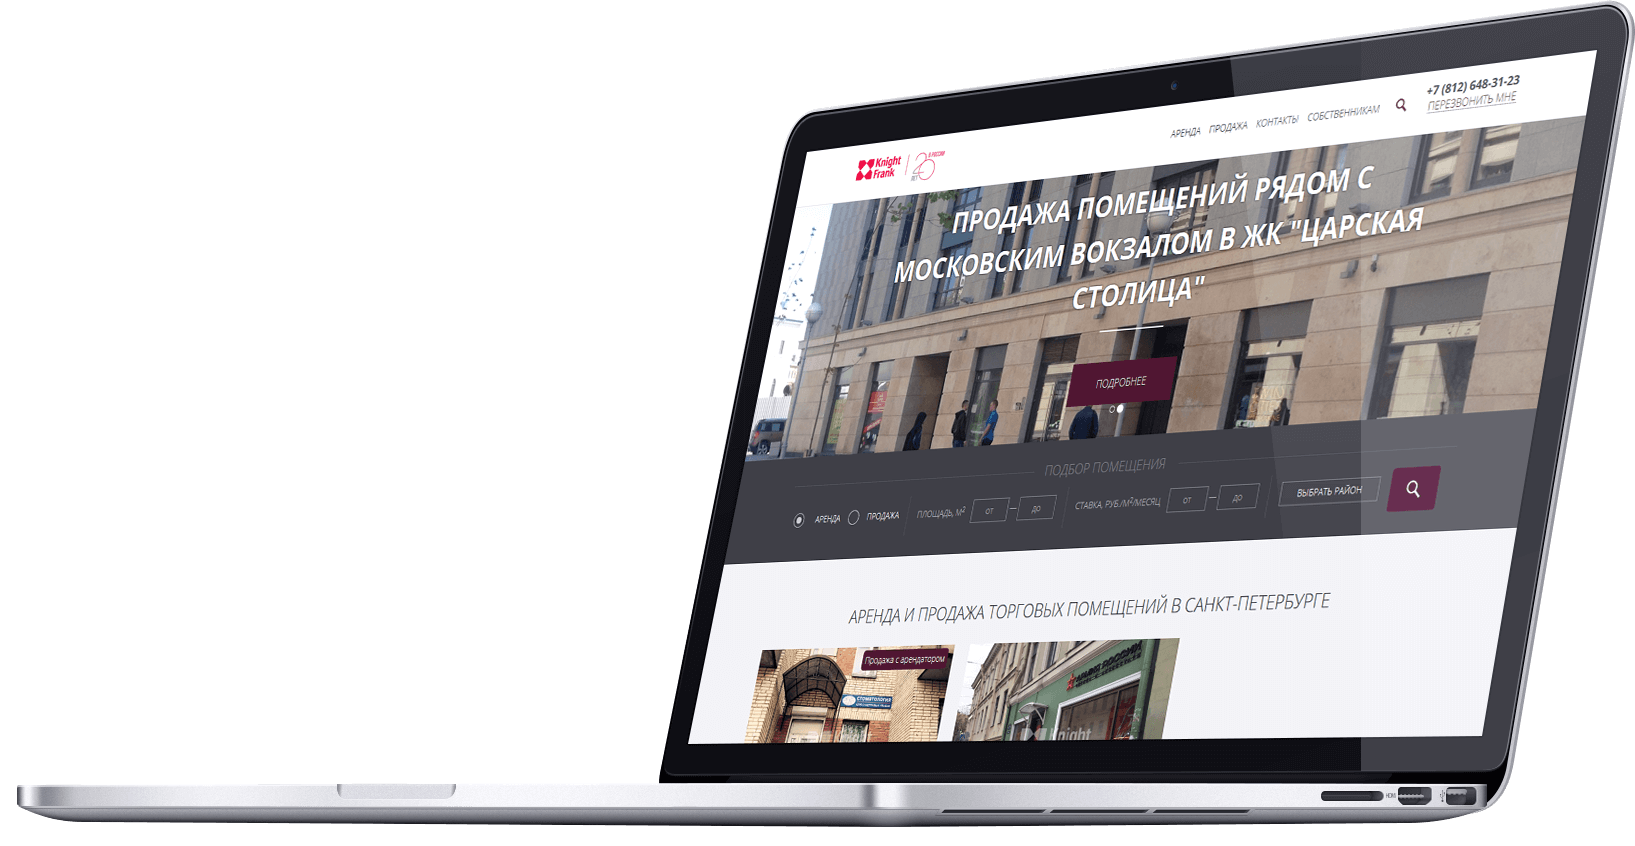 +7 (812) 648-31-23
АРЕНДА ПРОДАЖА КОНТАКТЫ СОБСТВЕННИКАМ
ПЕРЕЗВОНИТЬ МНЕ
Knight
Frank
20
ЛЕТ
В РОССИИ
ПРОДАЖА ПОМЕЩЕНИЙ РЯДОМ С
МОСКОВСКИМ ВОКЗАЛОМ В ЖК "ЦАРСКАЯ
СТОЛИЦА"
ПОДРОБНЕЕ
ПОДБОР ПОМЕЩЕНИЯ
АРЕНДА ПРОДАЖА ПЛОЩАДЬ, М² ОТ — ДО СТАВКА, РУБ./М²/МЕСЯЦ ОТ — ДО ВЫБРАТЬ РАЙОН
АРЕНДА И ПРОДАЖА ТОРГОВЫХ ПОМЕЩЕНИЙ В САНКТ-ПЕТЕРБУРГЕ
Продажа с арендатором
СТОМАТОЛОГИЯ
Knight
HDMI